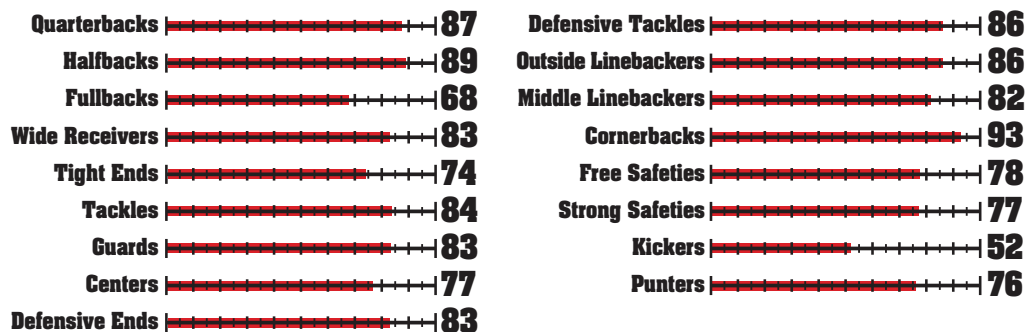 Quarterbacks 87
Halfbacks 89
Fullbacks 68
Wide Receivers 83
Tight Ends 74
Tackles 84
Guards 83
Centers 77
Defensive Ends 83
Defensive Tackles 86
Outside Linebackers 86
Middle Linebackers 82
Cornerbacks 93
Free Safeties 78
Strong Safeties 77
Kickers 52
Punters 76